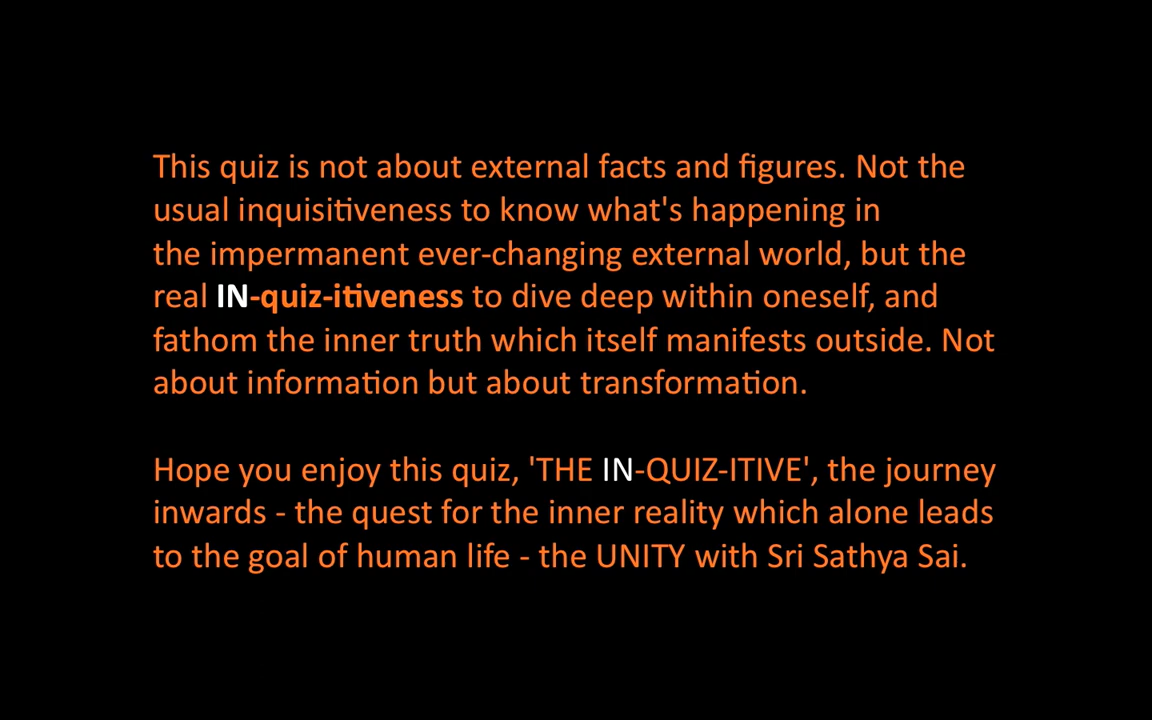 This quiz is not about external facts and figures. Not the
usual inquisitiveness to know what's happening in
the impermanent ever-changing external world, but the
real IN-quiz-itiveness to dive deep within oneself, and
fathom the inner truth which itself manifests outside. Not
about information but about transformation.
Hope you enjoy this quiz, 'THE IN-QUIZ-ITIVE', the journey
inwards - the quest for the inner reality which alone leads
to the goal of human life - the UNITY with Sri Sathya Sai.